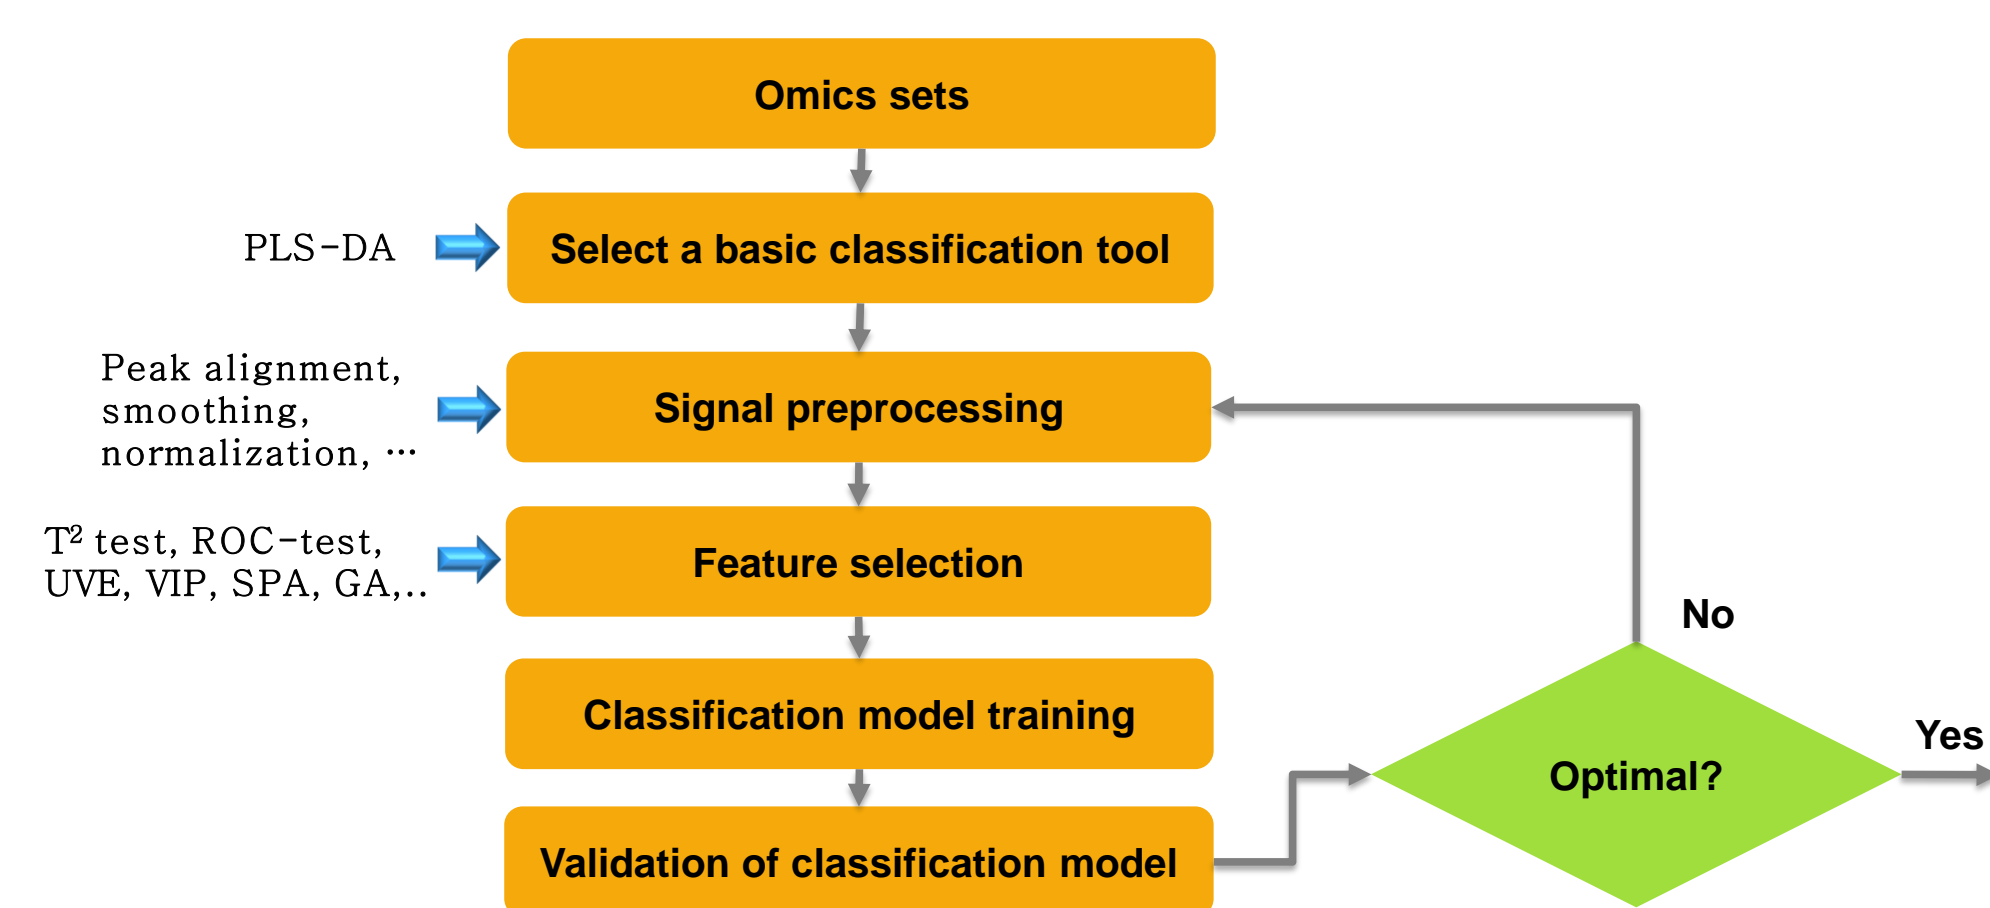 Omics sets
PLS-DA
Select a basic classification tool
Peak alignment,
smoothing,
normalization, …
Signal preprocessing
T² test, ROC-test,
UVE, VIP, SPA, GA,..
Feature selection
No
Classification model training
Yes
Optimal?
Validation of classification model